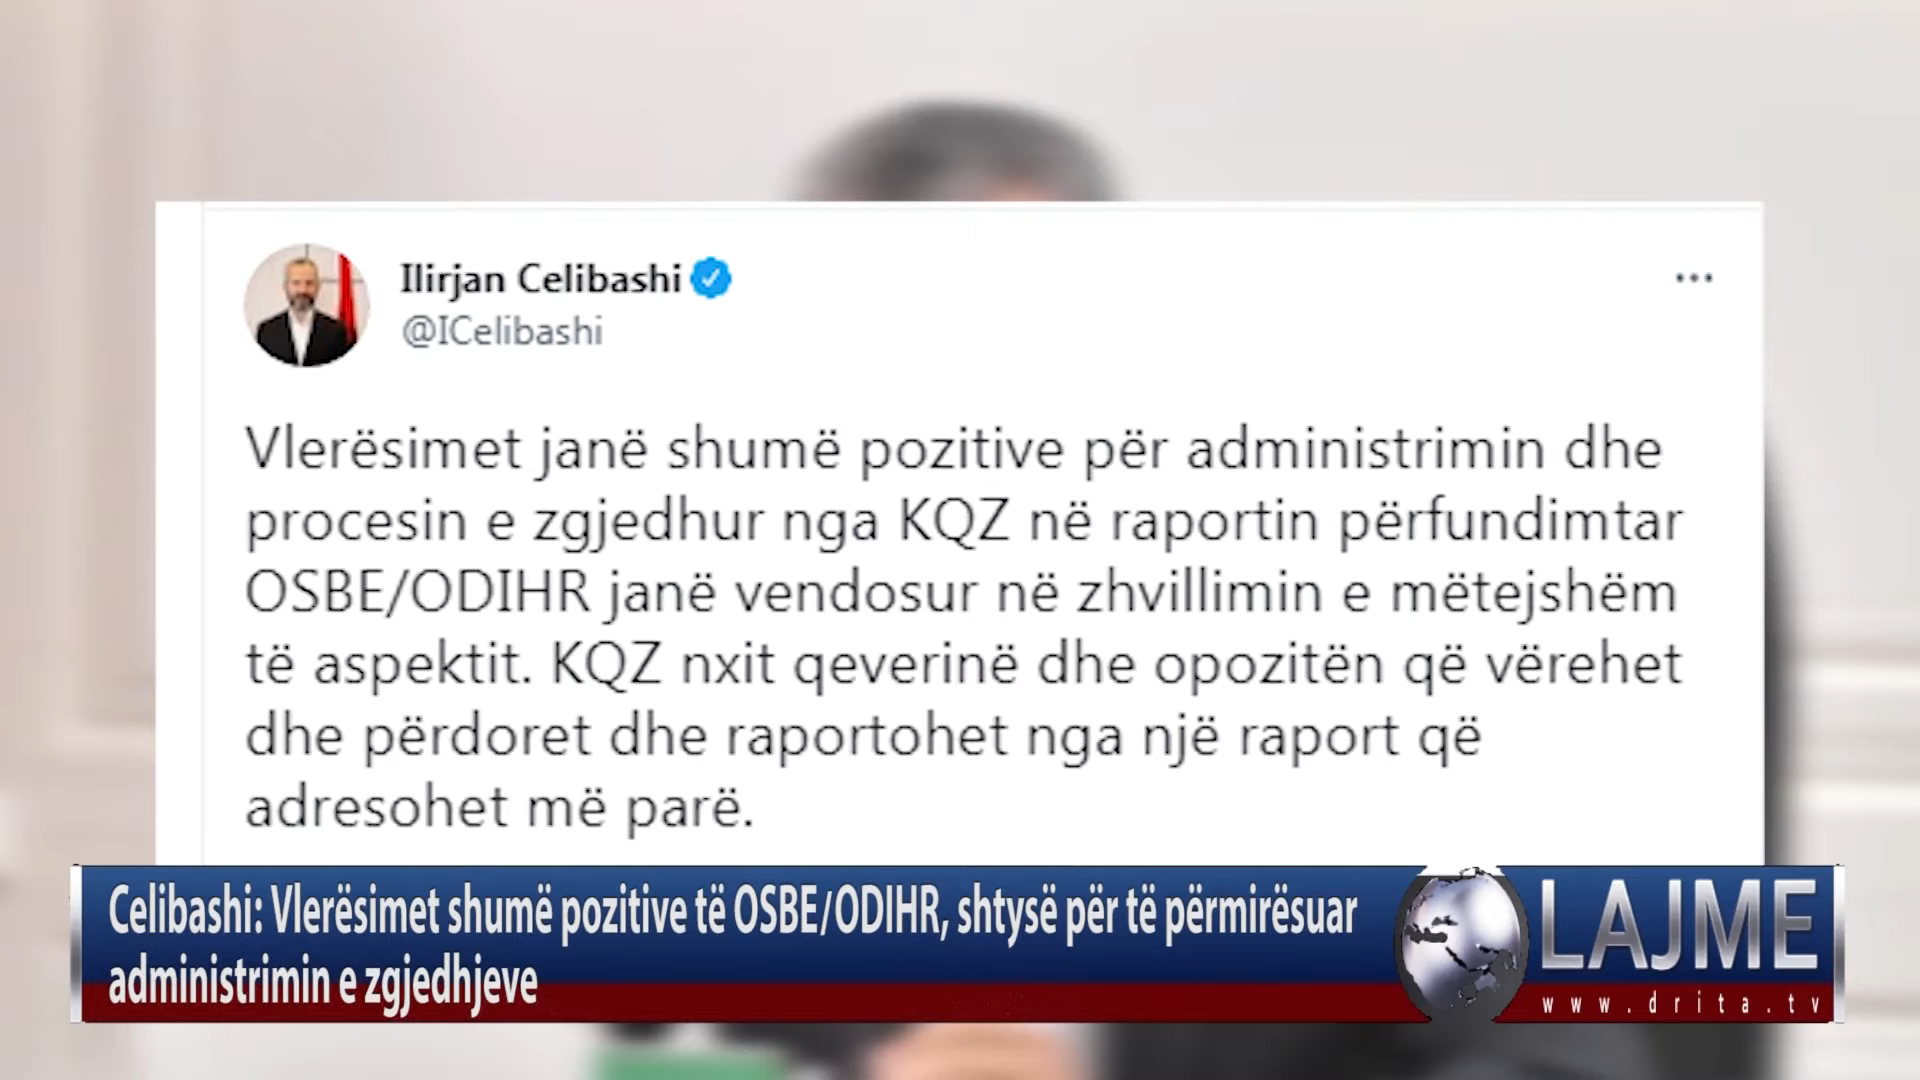 Ilirjan Celibashi
@ICelibashi
Vlerësimet janë shumë pozitive për administrimin dhe
procesin e zgjedhur nga KQZ në raportin përfundimtar
OSBE/ODIHR janë vendosur në zhvillimin e mëtejshëm
të aspektit. KQZ nxit qeverinë dhe opozitën që vërehet
dhe përdoret dhe raportohet nga një raport që
adresohet më parë.
Celibashi: Vlerësimet shumë pozitive të OSBE/ODIHR, shtysë për të përmirësuar
administrimin e zgjedhjeve
LAJME
www.drita.tv